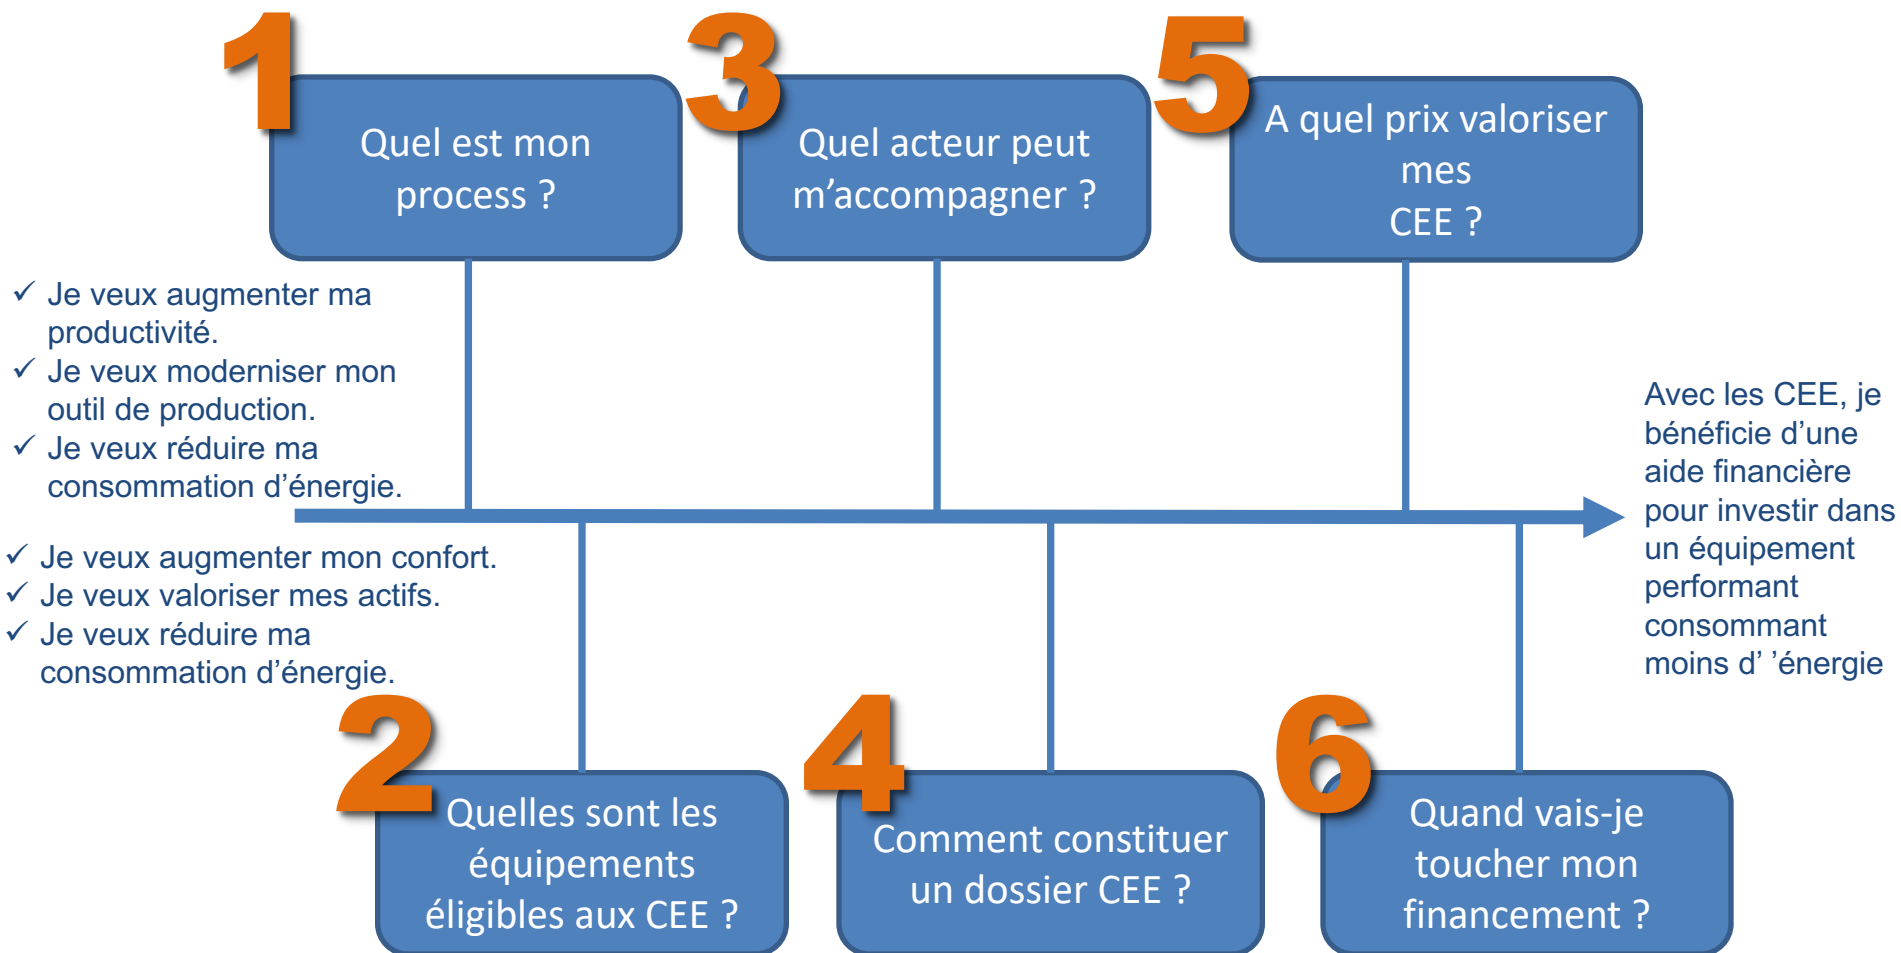 1
Quel est mon
process ?
3
Quel acteur peut
m’accompagner ?
5
A quel prix valoriser
mes
CEE ?
✓ Je veux augmenter ma
productivité.
✓ Je veux moderniser mon
outil de production.
✓ Je veux réduire ma
consommation d’énergie.
✓ Je veux augmenter mon confort.
✓ Je veux valoriser mes actifs.
✓ Je veux réduire ma
consommation d’énergie.
Avec les CEE, je
bénéficie d’une
aide financière
pour investir dans
un équipement
performant
consommant
moins d’ ’énergie
2
Quelles sont les
équipements
éligibles aux CEE ?
4
Comment constituer
un dossier CEE ?
6
Quand vais-je
toucher mon
financement ?